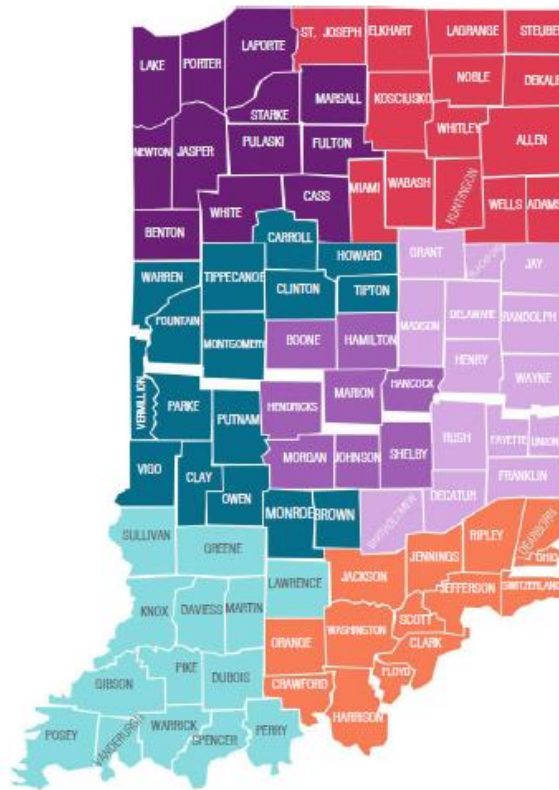 LAPORTE
ST. JOSEPH
ELKHART
LAGRANGE
STEUBE
LAKE
PORTER
NOBLE
DEKALB
STARKE
MARSALL
KOSCIUSKO
WHITLEY
ALLEN
NEWTON
JASPER
PULASKI
FULTON
MIAMI
WABASH
HUNTINGTON
WELLS
ADAMS
WHITE
CASS
BENTON
CARROLL
HOWARD
GRANT
JAY
WARREN
TIPPECANOE
CLINTON
TIPTON
FOUNTAIN
MONTGOMERY
BOONE
HAMILTON
MADISON
DELAWARE
RANDOLPH
HENRY
WAYNE
VERMILLION
PARKE
PUTNAM
HENDRICKS
MARION
HANCOCK
RUSH
FAYETTE
UNION
VIGO
CLAY
OWEN
MORGAN
JOHNSON
SHELBY
FRANKLIN
DECATUR
MONROE
BROWN
SULLIVAN
GREENE
JENNINGS
RIPLEY
DEARBORN
OHIO
LAWRENCE
JACKSON
JEFFERSON
SWITZERLAND
KNOX
DAVIESS
MARTIN
ORANGE
WASHINGTON
SCOTT
CLARK
PIKE
DUBOIS
CRAWFORD
FLOYD
GIBSON
HARRISON
POSEY
VANDERURGH
WARRICK
SPENCER
PERRY